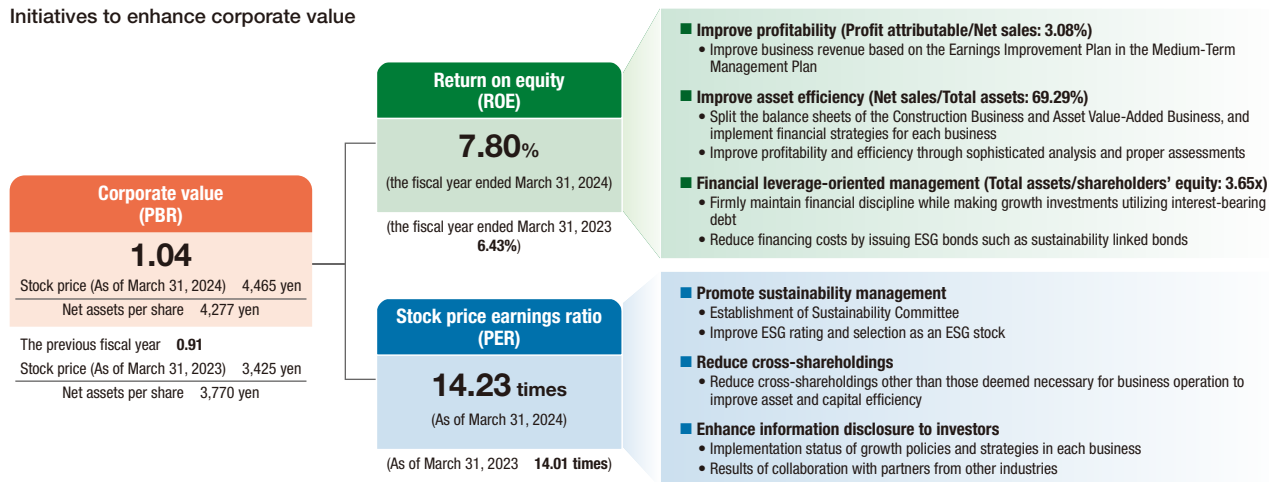 Initiatives to enhance corporate value
Corporate value
(PBR)
1.04
Stock price (As of March 31, 2024) 4,465 yen
Net assets per share 4,277 yen
The previous fiscal year 0.91
Stock price (As of March 31, 2023) 3,425 yen
Net assets per share 3,770 yen
Return on equity
(ROE)
7.80%
(the fiscal year ended March 31, 2024)
(the fiscal year ended March 31, 2023
6.43%)
■ Improve profitability (Profit attributable/Net sales: 3.08%)
• Improve business revenue based on the Earnings Improvement Plan in the Medium-Term
Management Plan
■ Improve asset efficiency (Net sales/Total assets: 69.29%)
• Split the balance sheets of the Construction Business and Asset Value-Added Business, and
implement financial strategies for each business
• Improve profitability and efficiency through sophisticated analysis and proper assessments
■ Financial leverage-oriented management (Total assets/shareholders' equity: 3.65x)
• Firmly maintain financial discipline while making growth investments utilizing interest-bearing
debt
• Reduce financing costs by issuing ESG bonds such as sustainability linked bonds
Stock price earnings ratio
(PER)
14.23 times
(As of March 31, 2024)
(As of March 31, 2023 14.01 times)
■ Promote sustainability management
• Establishment of Sustainability Committee
• Improve ESG rating and selection as an ESG stock
■ Reduce cross-shareholdings
• Reduce cross-shareholdings other than those deemed necessary for business operation to
improve asset and capital efficiency
■ Enhance information disclosure to investors
• Implementation status of growth policies and strategies in each business
• Results of collaboration with partners from other industries